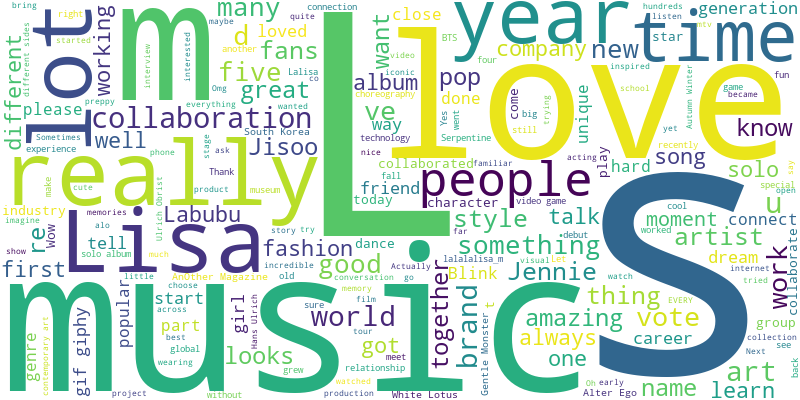 bring
maybe
quite
connection
many
close
hundreds
listen
mtv
generation
year
time
right
started
different sides
d
loved
another
BTS
four
company
star
new
working
m
interview
interested
fans
want
video
iconic
different
lot
preppy
Omg
five
Lalisa
co
L
ove
game
became
fun
please
cute
everything
wanted
great
album
pop
inspired
school
collaboration
choreography
done
come
unique
Autumn Winter
Sometimes
experience
well
South Korea
Jisoo
ve
way
technology
Yes
went
big
still
trying
yet
know
really
phone
stage
ask
nice
collaborated
Serpentine
recently
song
solo
make
Thank
product
museum
fall
friend
familiar
people
play
hard
acting
special
say
open
industry
imagine
re
Wow
memories
alo
Ulrich Obrist
Labubu
today
character
video game
style
talk
cool
moment
u
connect
Lisa
tell
solo album
story
try
dance
far
debut
something
worked
artist
collaborate
first
show
much
fashion
lalalalisa_m
Let
dream
work
music
Another Magazine
incredible
old
good
Actually
conversation
go
Blink
visual
Jennie
watch
internet
tried
S
little
choose
start
popular
girl
Hans Ulrich
memory
film
together
brand
t
thing
EVERY
vote
group
genre
contemporary art
gif giphy
part
across
best
global
wearing
sure
world
tour
got
meet
Gentle Monster
amazing
always
one
career
collection
see
Next
looks
grew
relationship
watched
art
project
without
production
White Lotus
Oh
early
Alter Ego
name
learn
back